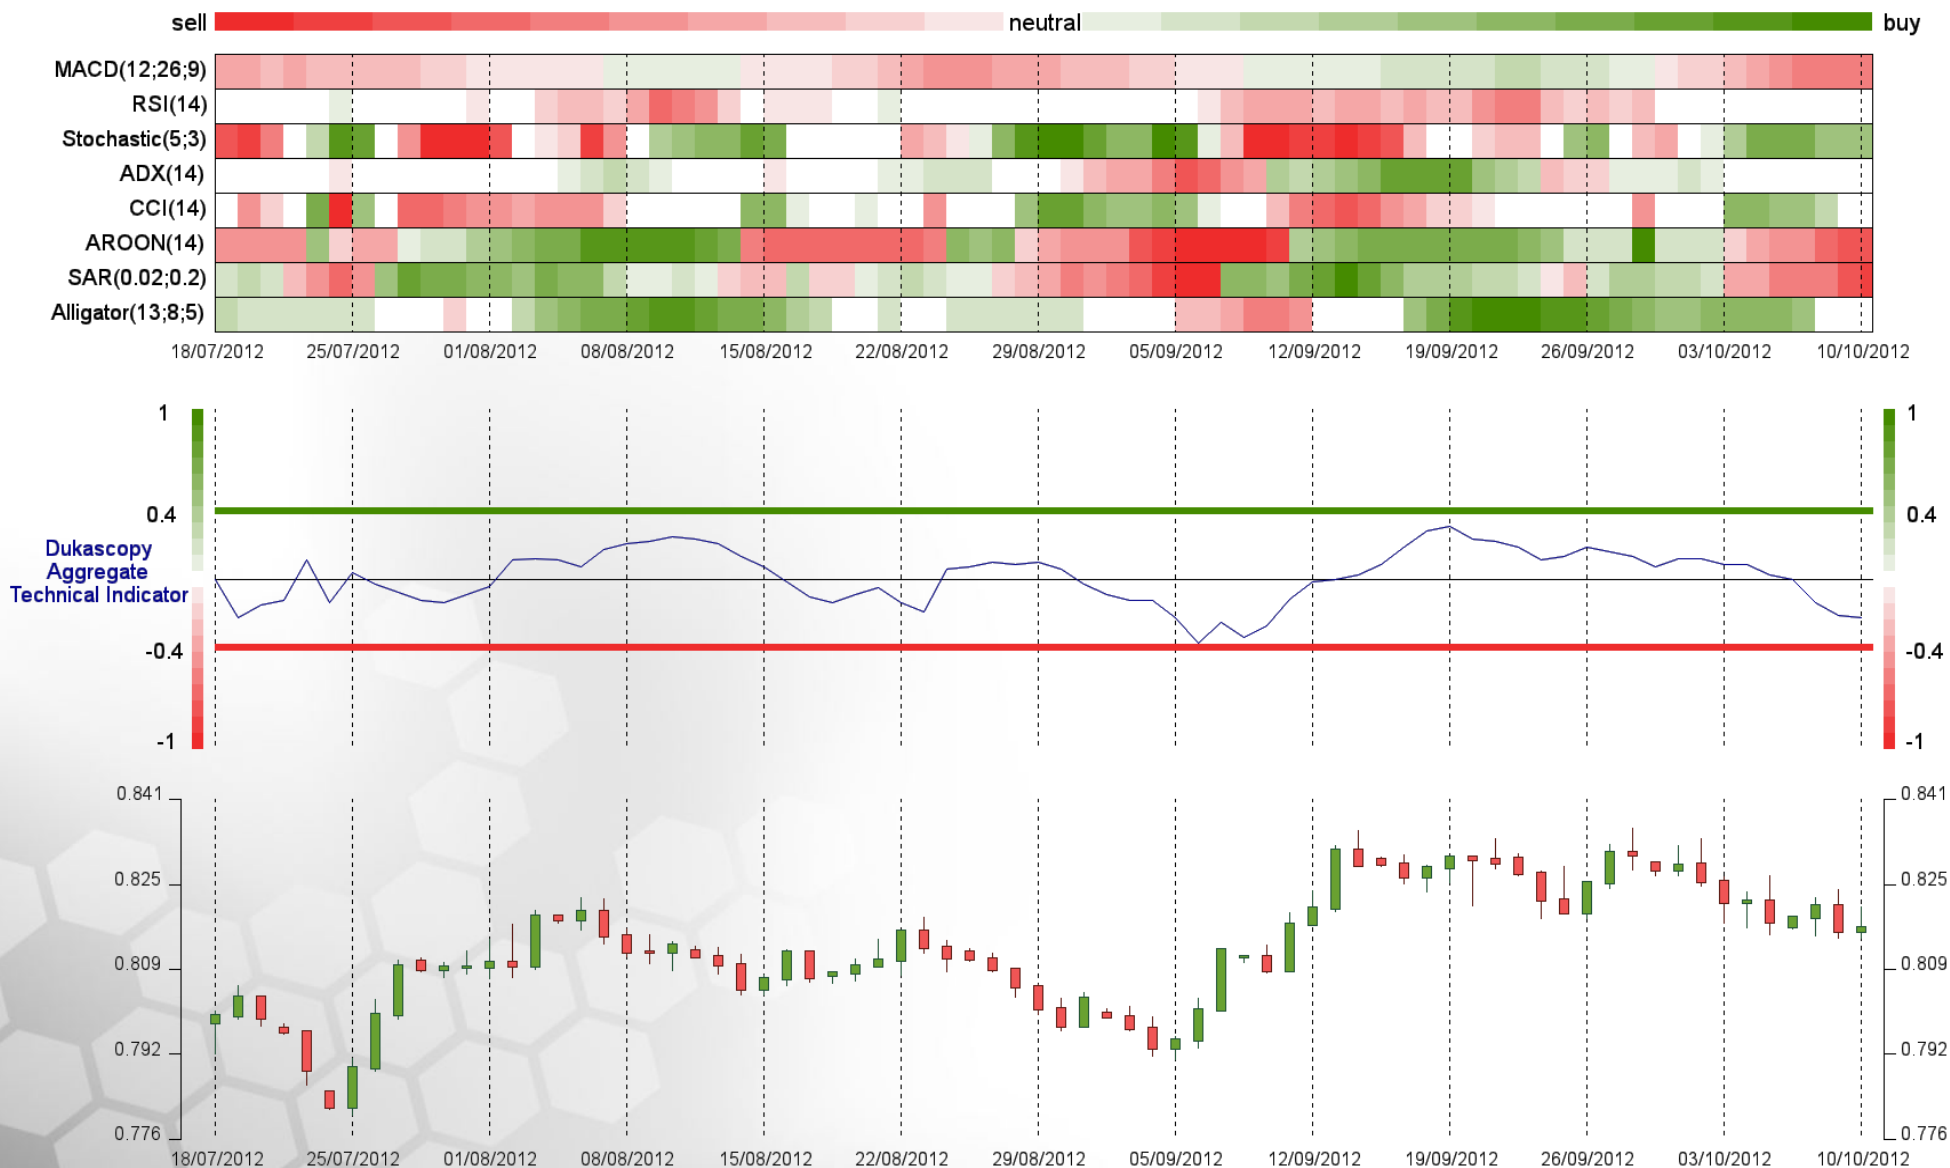 sell neutral buy
MACD(12;26;9)
RSI(14)
Stochastic(5;3)
ADX(14)
CCI(14)
AROON(14)
SAR(0.02;0.2)
Alligator(13;8;5)
18/07/2012 25/07/2012 01/08/2012 08/08/2012 15/08/2012 22/08/2012 29/08/2012 05/09/2012 12/09/2012 19/09/2012 26/09/2012 03/10/2012 10/10/2012
1 1
0.4 0.4
Dukascopy
Aggregate
Technical Indicator
-0.4 -0.4
-1 -1
0.841 0.841
0.825 0.825
0.809 0.809
0.792 0.792
0.776 0.776
18/07/2012 25/07/2012 01/08/2012 08/08/2012 15/08/2012 22/08/2012 29/08/2012 05/09/2012 12/09/2012 19/09/2012 26/09/2012 03/10/2012 10/10/2012